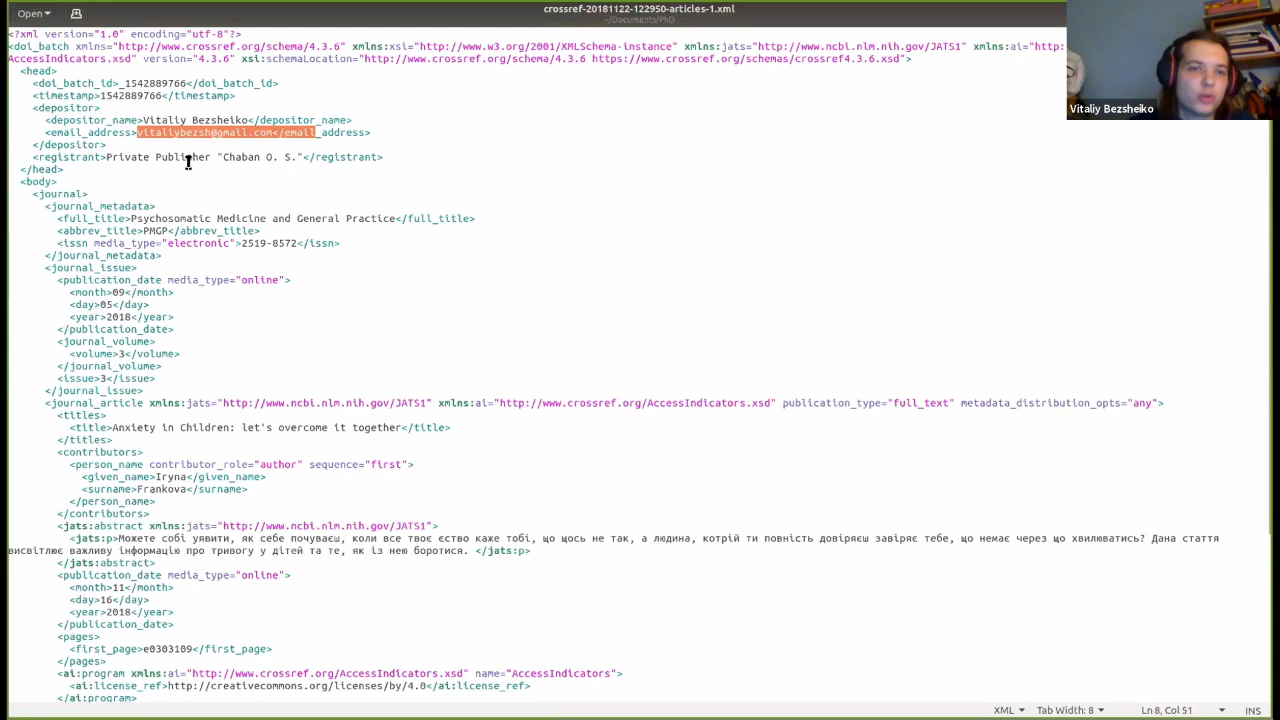 Open
crossref-20181122-122950-articles-1.xml
~/Documents/PhD
<?xml version="1.0" encoding="utf-8"?>
<doi_batch xmlns="http://www.crossref.org/schema/4.3.6" xmlns:xsi="http://www.w3.org/2001/XMLSchema-instance" xmlns:jats="http://www.ncbi.nlm.nih.gov/JATS1" xmlns:ai="http:
AccessIndicators.xsd" version="4.3.6" xsi:schemaLocation="http://www.crossref.org/schema/4.3.6 https://www.crossref.org/schemas/crossref4.3.6.xsd">
<head>
<doi_batch_id>_1542889766</doi_batch_id>
<timestamp>1542889766</timestamp>
<depositor>
<depositor_name>Vitaliy Bezsheiko</depositor_name>
<email_address>vitaliybezsh@gmail.com</email_address>
</depositor>
<registrant>Private Publisher "Chaban O. S."</registrant>
</head>
<body>
<journal>
<journal_metadata>
<full_title>Psychosomatic Medicine and General Practice</full_title>
<abbrev_title>PMGP</abbrev_title>
<issn media_type="electronic">2519-8572</issn>
</journal_metadata>
<journal_issue>
<publication_date media_type="online">
<month>09</month>
<day>05</day>
<year>2018</year>
</publication_date>
<journal_volume>
<volume>3</volume>
</journal_volume>
<issue>3</issue>
</journal_issue>
<journal_article xmlns:jats="http://www.ncbi.nlm.nih.gov/JATS1" xmlns:ai="http://www.crossref.org/AccessIndicators.xsd" publication_type="full_text" metadata_distribution_opts="any">
<titles>
<title>Anxiety in Children: let's overcome it together</title>
</titles>
<contributors>
<person_name contributor_role="author" sequence="first">
<given_name>Iryna</given_name>
<surname>Frankova</surname>
</person_name>
</contributors>
<jats:abstract xmlns:jats="http://www.ncbi.nlm.nih.gov/JATS1">
<jats:p>Можете собі уявити, як себе почуваєш, коли все твоє єство каже тобі, що щось не так, а людина, котрій ти повність довіряєш завіряє тебе, що немає через що хвилюватись? Дана стаття
висвітлює важливу інформацію про тривогу у дітей та те, як із нею боротися. </jats:p>
</jats:abstract>
<publication_date media_type="online">
<month>11</month>
<day>16</day>
<year>2018</year>
</publication_date>
<pages>
<first_page>e0303109</first_page>
</pages>
<ai:program xmlns:ai="http://www.crossref.org/AccessIndicators.xsd" name="AccessIndicators">
<ai:license_ref>http://creativecommons.org/licenses/by/4.0</ai:license_ref>
</ai:program>
Vitaliy Bezsheiko
XML
Tab Width: 8
Ln 8, Col 51
INS